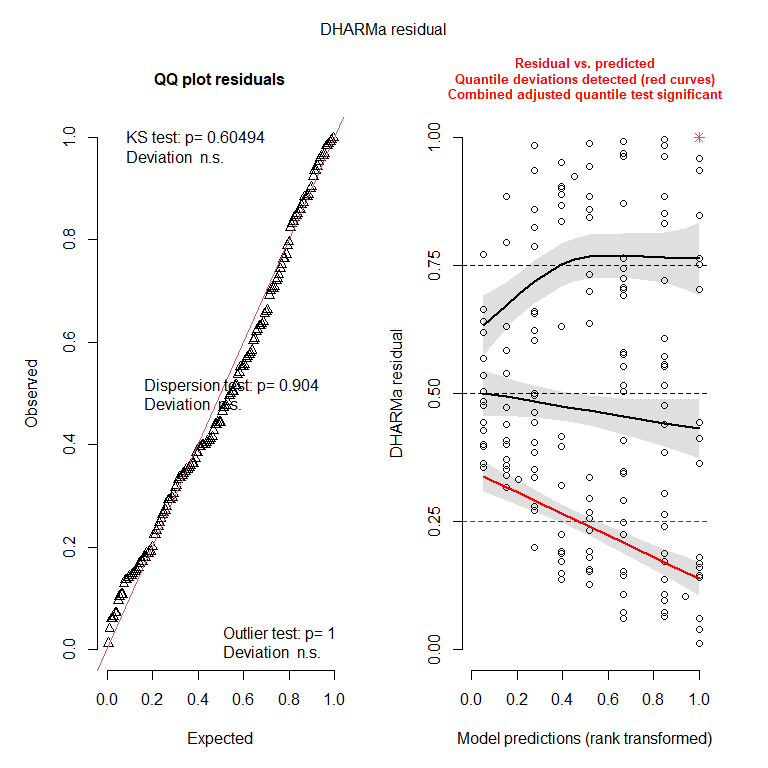 DHARMa residual
QQ plot residuals
KS test: p= 0.60494
Deviation n.s.
Dispersion test: p= 0.904
Deviation n.s.
Outlier test: p= 1
Deviation n.s.
Observed
0.0 0.2 0.4 0.6 0.8 1.0
0.0 0.2 0.4 0.6 0.8 1.0
Expected
Residual vs. predicted
Quantile deviations detected (red curves)
Combined adjusted quantile test significant
DHARMa residual
0.00 0.25 0.50 0.75 1.00
0.0 0.2 0.4 0.6 0.8 1.0
Model predictions (rank transformed)